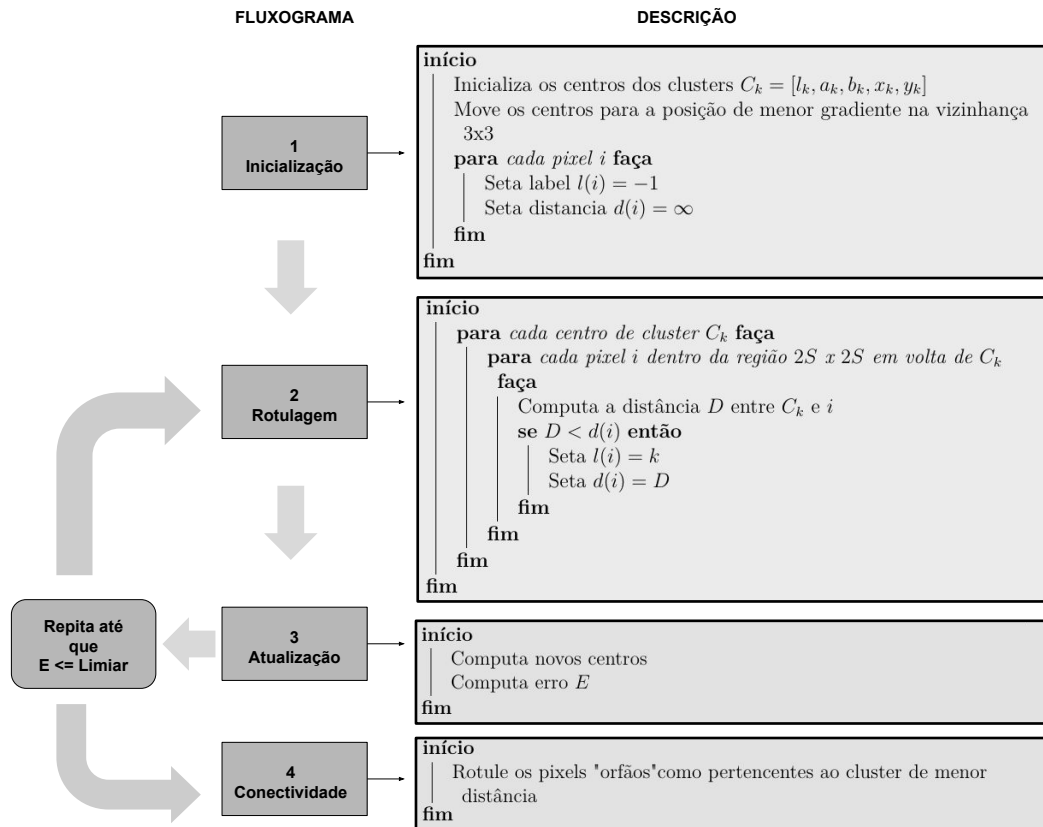 FLUXOGRAMA
DESCRIÇÃO
1
Inicialização
início
Inicializa os centros dos clusters C_k = [l_k, a_k, b_k, x_k, y_k]
Move os centros para a posição de menor gradiente na vizinhança
3x3
para cada pixel i faça
Seta label l(i) = −1
Seta distancia d(i) = ∞
fim
fim
2
Rotulagem
início
para cada centro de cluster C_k faça
para cada pixel i dentro da região 2S x 2S em volta de C_k
faça
Computa a distância D entre C_k e i
se D < d(i) então
Seta l(i) = k
Seta d(i) = D
fim
fim
fim
fim
Repita até
que
E <= Limiar
3
Atualização
início
Computa novos centros
Computa erro E
fim
4
Conectividade
início
Rotule os pixels "orfãos"como pertencentes ao cluster de menor
distância
fim